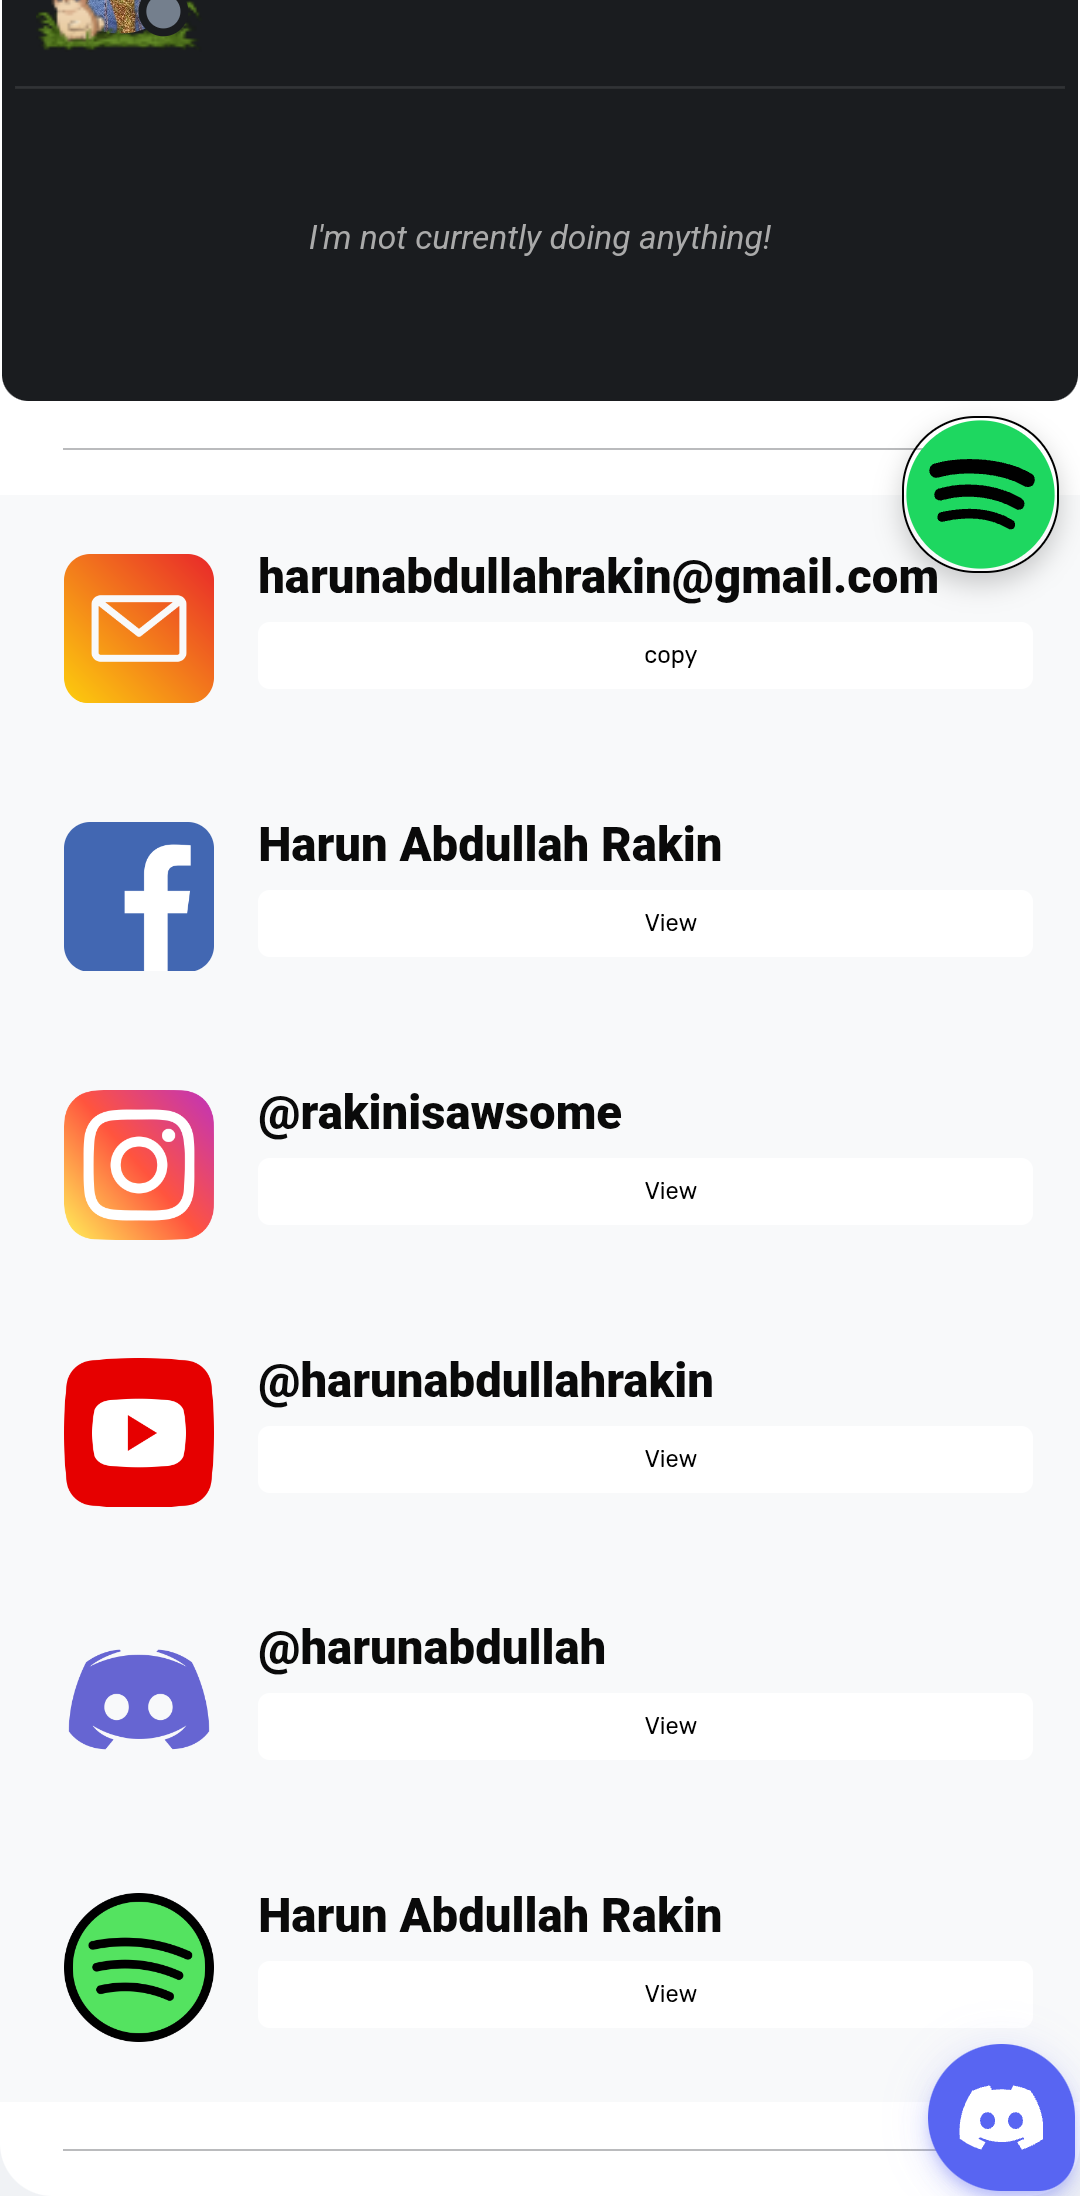 I'm not currently doing anything!
harunabdullahrakin@gmail.com
copy
Harun Abdullah Rakin
View
@rakinisawsome
View
@harunabdullahrakin
View
@harunabdullah
View
Harun Abdullah Rakin
View